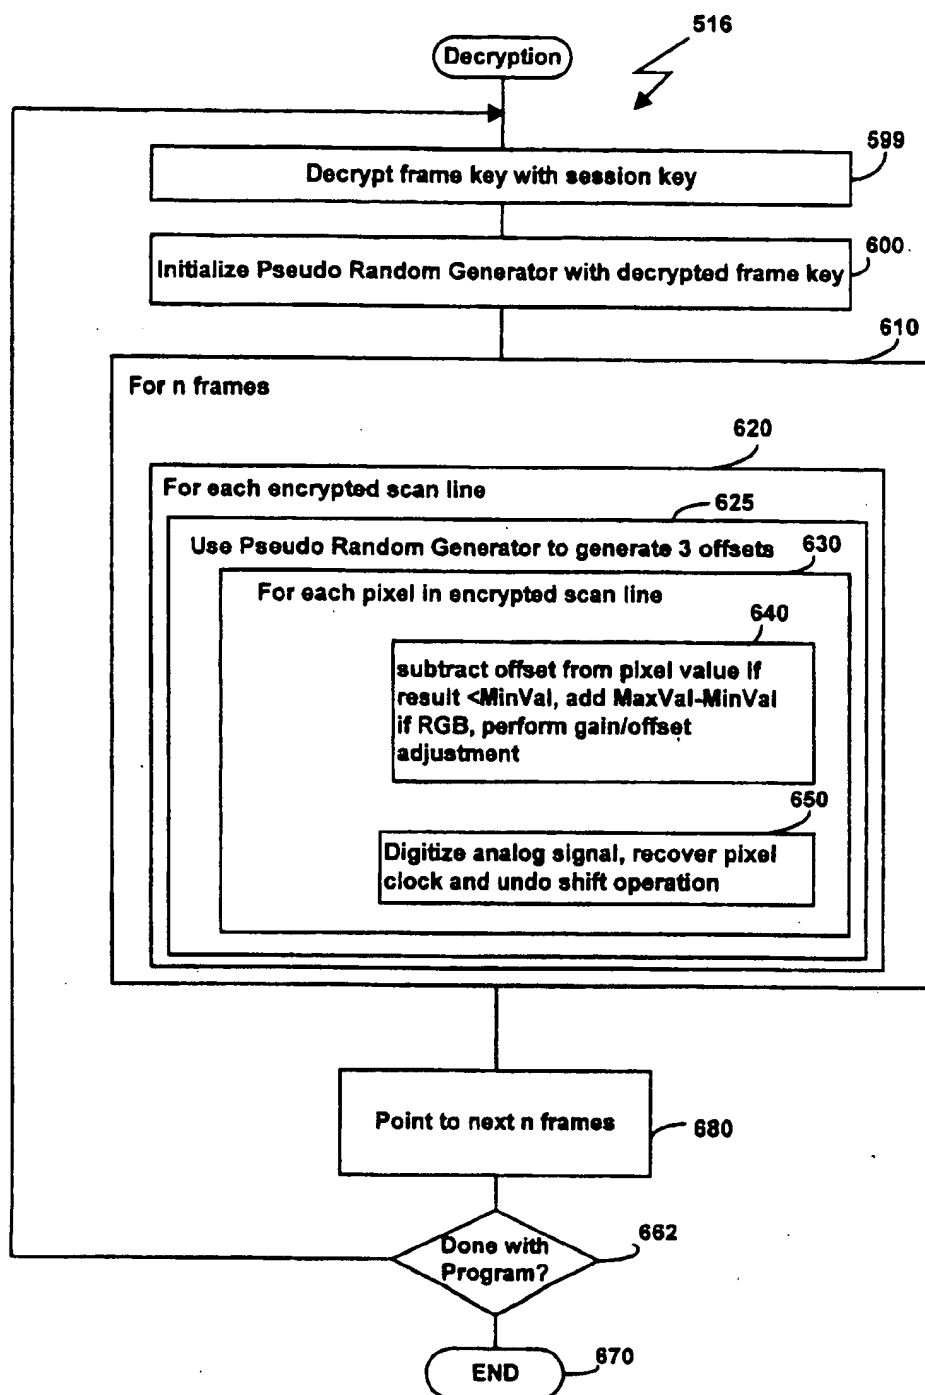 516
Decryption
599
Decrypt frame key with session key
600
Initialize Pseudo Random Generator with decrypted frame key
610
For n frames
620
For each encrypted scan line
625
Use Pseudo Random Generator to generate 3 offsets
630
For each pixel in encrypted scan line
640
subtract offset from pixel value if
result <MinVal, add MaxVal-MinVal
if RGB, perform gain/offset
adjustment
650
Digitize analog signal, recover pixel
clock and undo shift operation
Point to next n frames
680
Done with
Program?
662
END
670